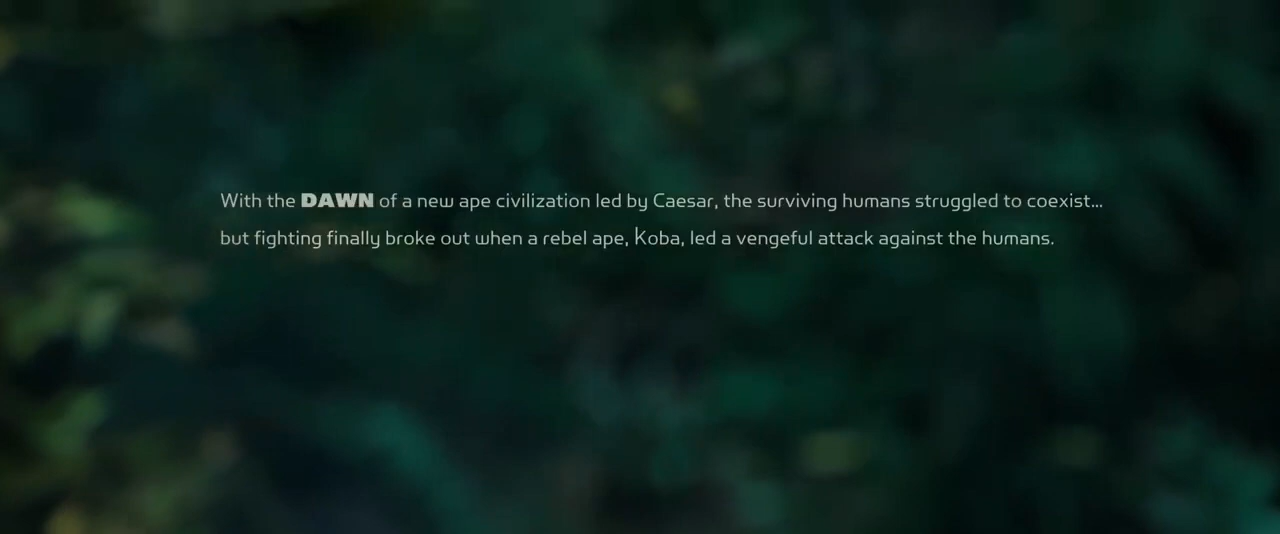 With the DAWN of a new ape civilization led by Caesar, the surviving humans struggled to coexist...
but fighting finally broke out when a rebel ape, Koba, led a vengeful attack against the humans.